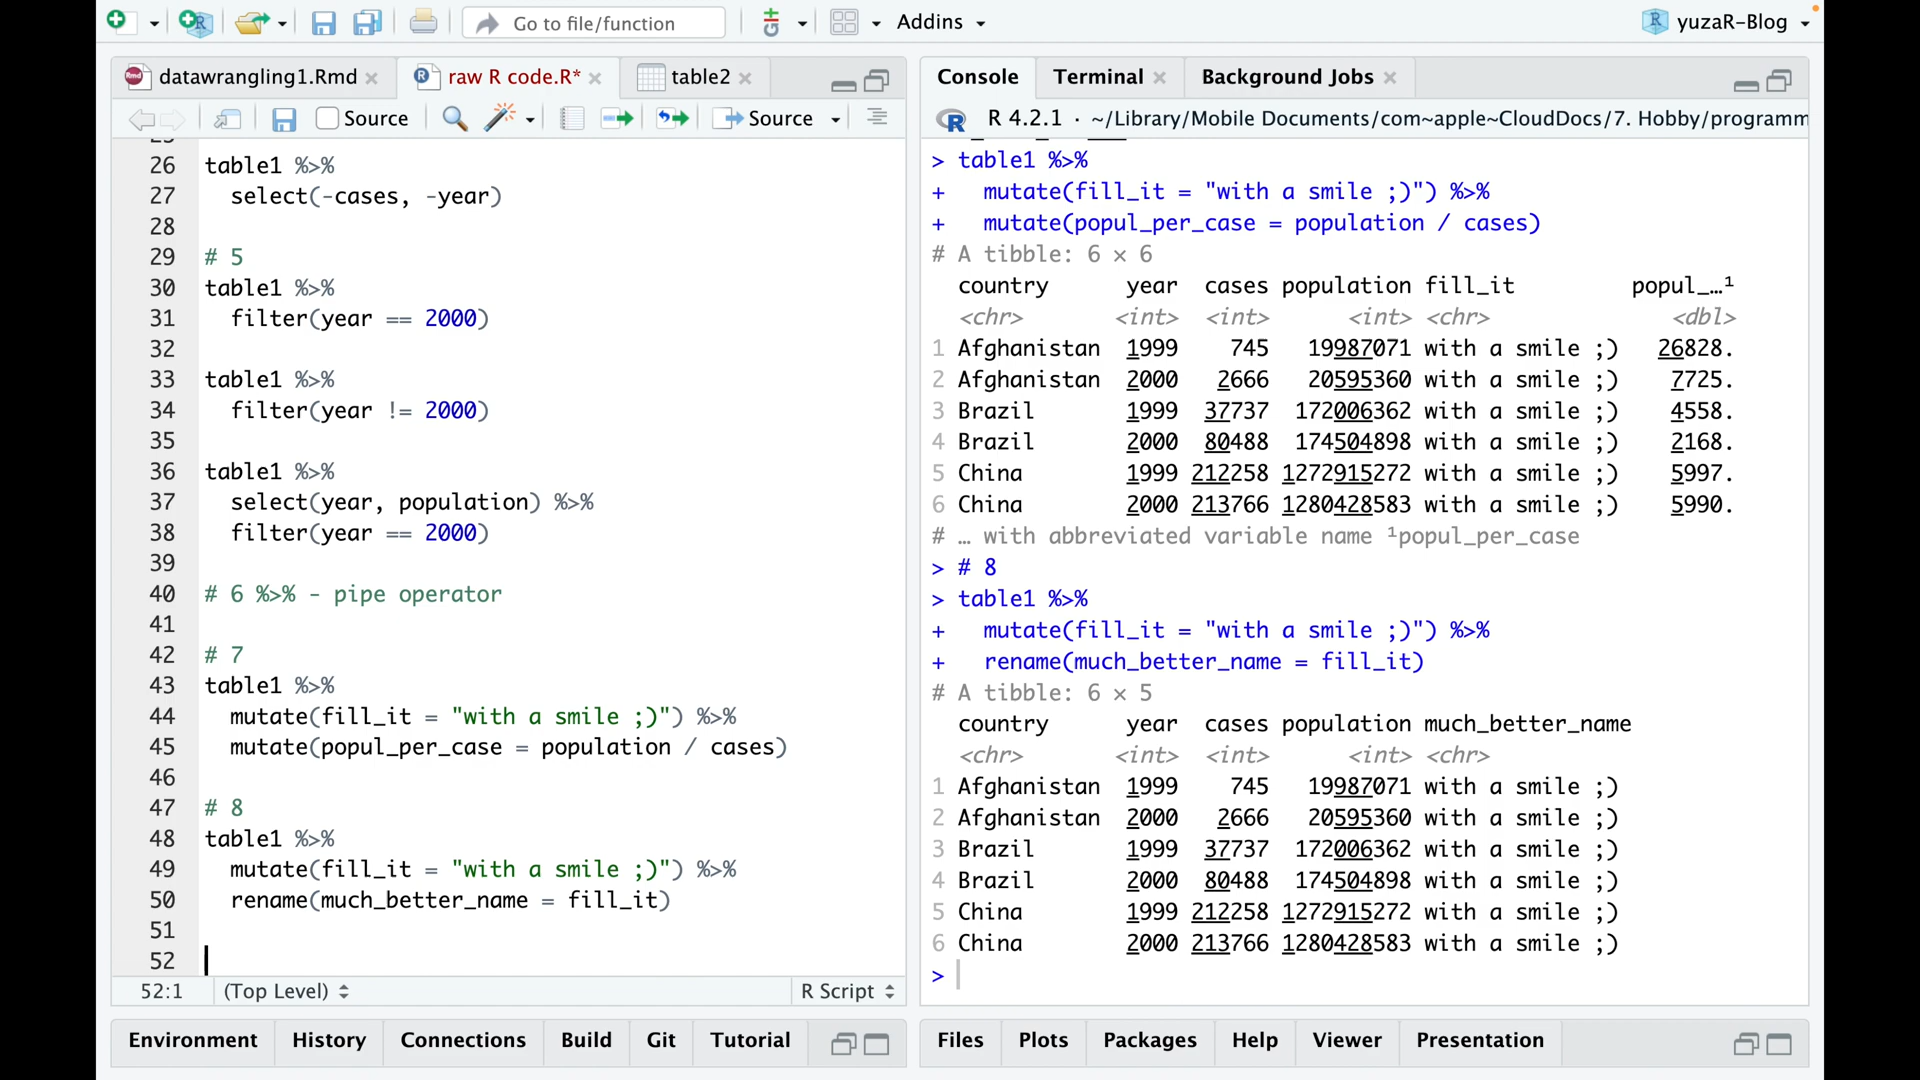 Go to file/function
Addins
yuzaR-Blog
datawrangling1.Rmd
raw R code.R*
table2
Source
Source
26 table1 %>%
27 select(-cases, -year)
28
29 # 5
30 table1 %>%
31 filter(year == 2000)
32
33 table1 %>%
34 filter(year != 2000)
35
36 table1 %>%
37 select(year, population) %>%
38 filter(year == 2000)
39
40 # 6 %>% - pipe operator
41
42 # 7
43 table1 %>%
44 mutate(fill_it = "with a smile ;)") %>%
45 mutate(popul_per_case = population / cases)
46
47 # 8
48 table1 %>%
49 mutate(fill_it = "with a smile ;)") %>%
50 rename(much_better_name = fill_it)
51
52
52:1 (Top Level) R Script
Environment History Connections Build Git Tutorial
Console Terminal Background Jobs
R 4.2.1 · ~/Library/Mobile Documents/com~apple~CloudDocs/7. Hobby/programm
> table1 %>%
+ mutate(fill_it = "with a smile ;)") %>%
+ mutate(popul_per_case = population / cases)
# A tibble: 6 × 6
country year cases population fill_it popul_…¹
<chr> <int> <int> <int> <chr> <dbl>
1 Afghanistan 1999 745 19987071 with a smile ;) 26828.
2 Afghanistan 2000 2666 20595360 with a smile ;) 7725.
3 Brazil 1999 37737 172006362 with a smile ;) 4558.
4 Brazil 2000 80488 174504898 with a smile ;) 2168.
5 China 1999 212258 1272915272 with a smile ;) 5997.
6 China 2000 213766 1280428583 with a smile ;) 5990.
# … with abbreviated variable name ¹popul_per_case
> # 8
> table1 %>%
+ mutate(fill_it = "with a smile ;)") %>%
+ rename(much_better_name = fill_it)
# A tibble: 6 × 5
country year cases population much_better_name
<chr> <int> <int> <int> <chr>
1 Afghanistan 1999 745 19987071 with a smile ;)
2 Afghanistan 2000 2666 20595360 with a smile ;)
3 Brazil 1999 37737 172006362 with a smile ;)
4 Brazil 2000 80488 174504898 with a smile ;)
5 China 1999 212258 1272915272 with a smile ;)
6 China 2000 213766 1280428583 with a smile ;)
>
Files Plots Packages Help Viewer Presentation